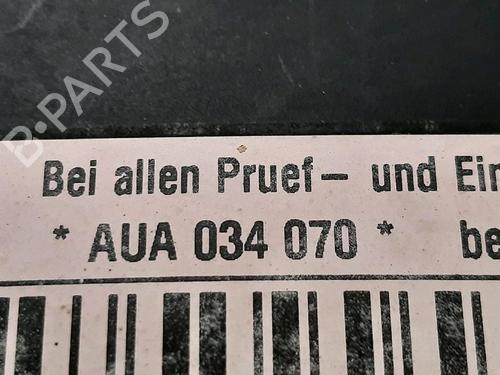 B-PARTS
Bei allen Pruef- und Ein
* AUA 034 070 * be